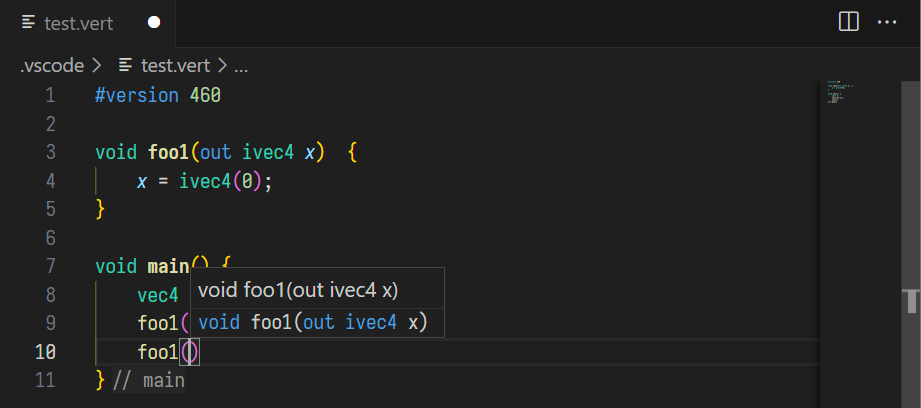 test.vert
.vscode > test.vert > ...
1 #version 460
2
3 void foo1(out ivec4 x)  {
4     x = ivec4(0);
5 }
6
7 void main() {
void foo1(out ivec4 x)
8     vec4
void foo1(out ivec4 x)
9     foo1(
10     foo1()
11 } // main